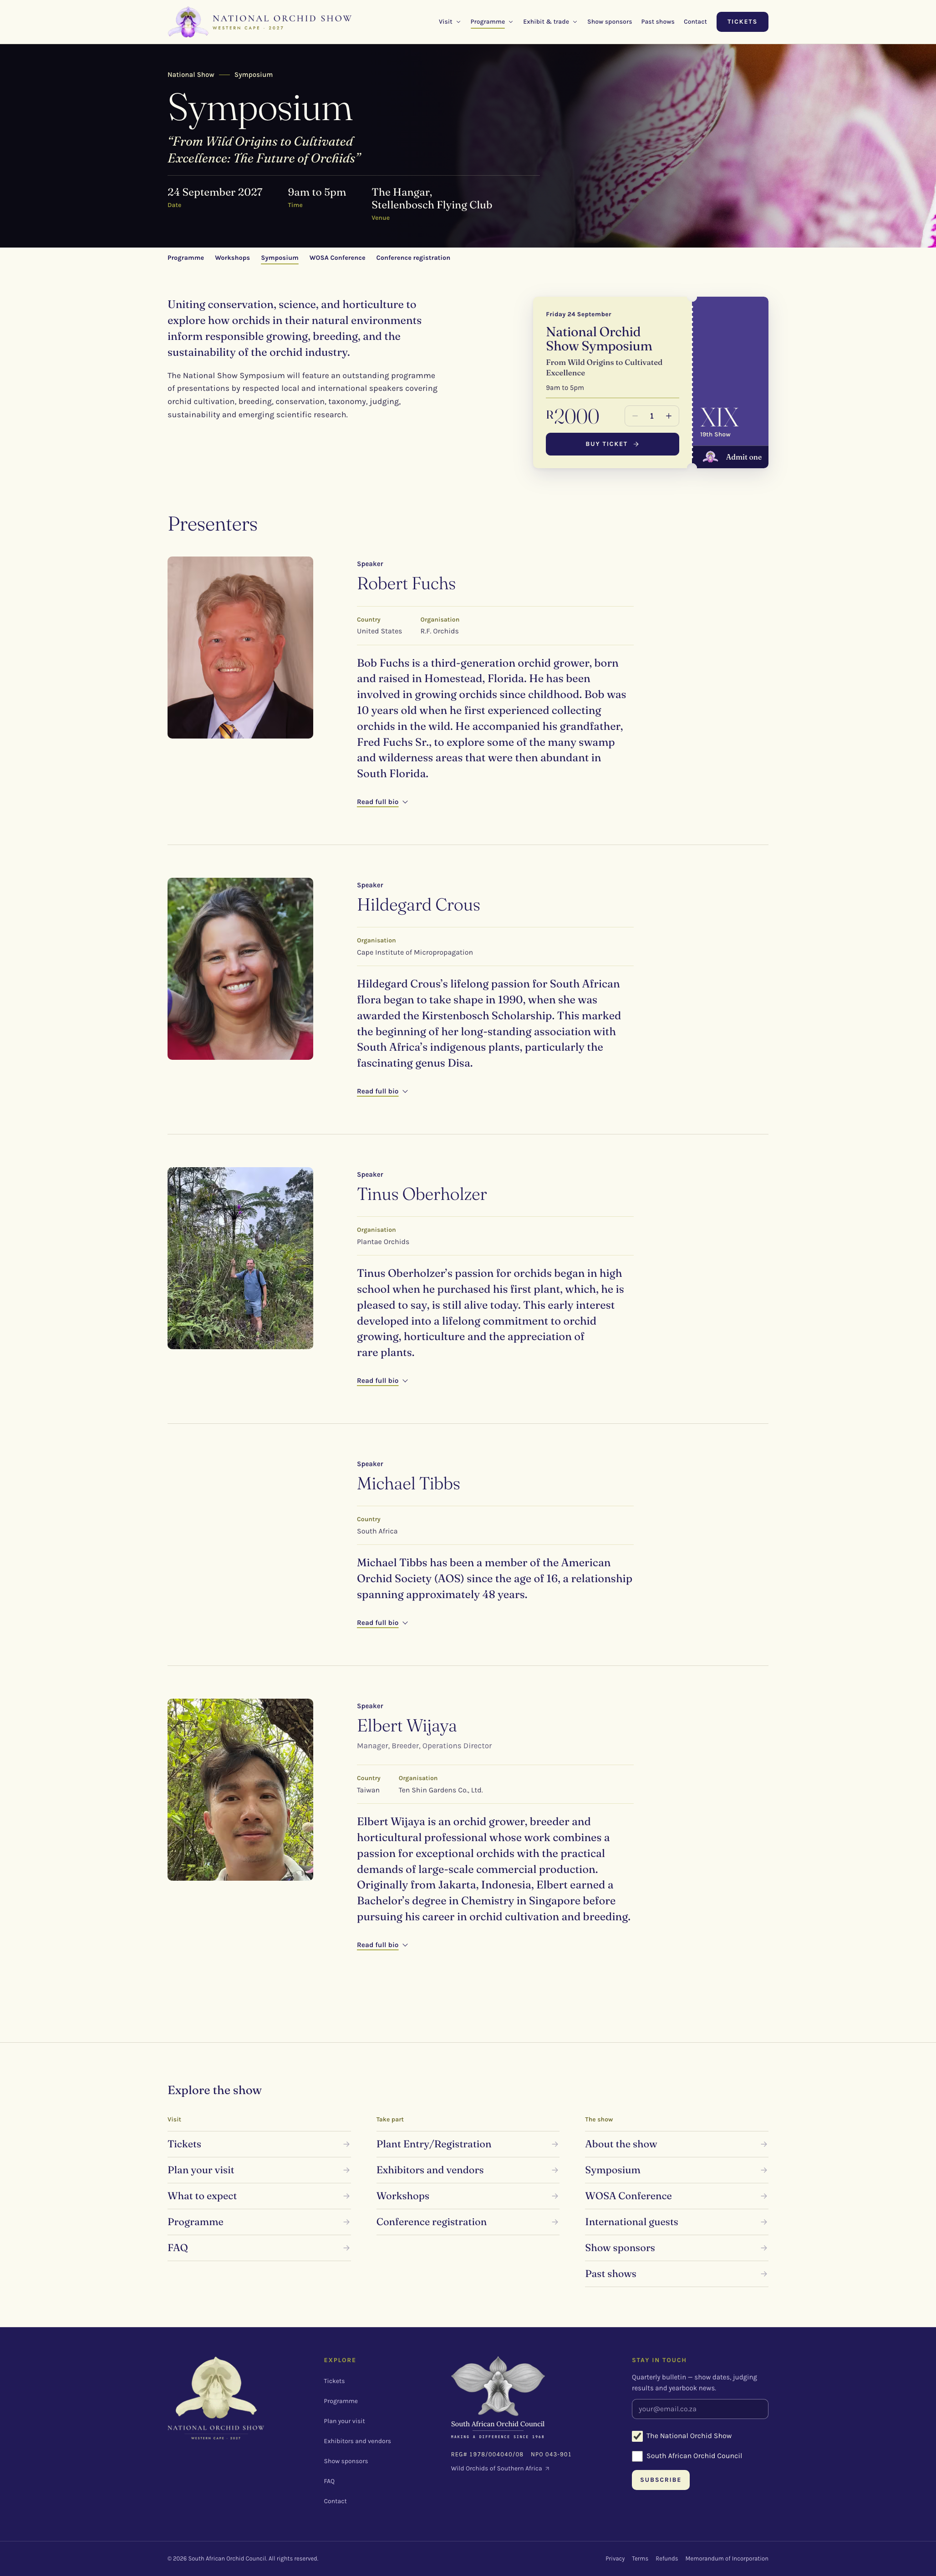 NATIONAL ORCHID SHOW
WESTERN CAPE · 2027
Visit
Programme
Exhibit & trade
Show sponsors
Past shows
Contact
TICKETS
National Show — Symposium
Symposium
“From Wild Origins to Cultivated
Excellence: The Future of Orchids”
24 September 2027
Date
9am to 5pm
Time
The Hangar,
Stellenbosch Flying Club
Venue
Programme
Workshops
Symposium
WOSA Conference
Conference registration
Uniting conservation, science, and horticulture to
explore how orchids in their natural environments
inform responsible growing, breeding, and the
sustainability of the orchid industry.
The National Show Symposium will feature an outstanding programme
of presentations by respected local and international speakers covering
orchid cultivation, breeding, conservation, taxonomy, judging,
sustainability and emerging scientific research.
Friday 24 September
National Orchid
Show Symposium
From Wild Origins to Cultivated
Excellence
9am to 5pm
R2000
− 1 +
BUY TICKET →
XIX
19th Show
Admit one
Presenters
Speaker
Robert Fuchs
Country
United States
Organisation
R.F. Orchids
Bob Fuchs is a third-generation orchid grower, born
and raised in Homestead, Florida. He has been
involved in growing orchids since childhood. Bob was
10 years old when he first experienced collecting
orchids in the wild. He accompanied his grandfather,
Fred Fuchs Sr., to explore some of the many swamp
and wilderness areas that were then abundant in
South Florida.
Read full bio
Speaker
Hildegard Crous
Organisation
Cape Institute of Micropropagation
Hildegard Crous’s lifelong passion for South African
flora began to take shape in 1990, when she was
awarded the Kirstenbosch Scholarship. This marked
the beginning of her long-standing association with
South Africa’s indigenous plants, particularly the
fascinating genus Disa.
Read full bio
Speaker
Tinus Oberholzer
Organisation
Plantae Orchids
Tinus Oberholzer’s passion for orchids began in high
school when he purchased his first plant, which, he is
pleased to say, is still alive today. This early interest
developed into a lifelong commitment to orchid
growing, horticulture and the appreciation of
rare plants.
Read full bio
Speaker
Michael Tibbs
Country
South Africa
Michael Tibbs has been a member of the American
Orchid Society (AOS) since the age of 16, a relationship
spanning approximately 48 years.
Read full bio
Speaker
Elbert Wijaya
Manager, Breeder, Operations Director
Country
Taiwan
Organisation
Ten Shin Gardens Co., Ltd.
Elbert Wijaya is an orchid grower, breeder and
horticultural professional whose work combines a
passion for exceptional orchids with the practical
demands of large-scale commercial production.
Originally from Jakarta, Indonesia, Elbert earned a
Bachelor’s degree in Chemistry in Singapore before
pursuing his career in orchid cultivation and breeding.
Read full bio
Explore the show
Visit
Tickets →
Plan your visit →
What to expect →
Programme →
FAQ →
Take part
Plant Entry/Registration →
Exhibitors and vendors →
Workshops →
Conference registration →
The show
About the show →
Symposium →
WOSA Conference →
International guests →
Show sponsors →
Past shows →
NATIONAL ORCHID SHOW
WESTERN CAPE · 2027
EXPLORE
Tickets
Programme
Plan your visit
Exhibitors and vendors
Show sponsors
FAQ
Contact
South African Orchid Council
MAKING A DIFFERENCE SINCE 1968
REG# 1978/004040/08 NPO 043-901
Wild Orchids of Southern Africa ↗
STAY IN TOUCH
Quarterly bulletin — show dates, judging
results and yearbook news.
your@email.co.za
The National Orchid Show
South African Orchid Council
SUBSCRIBE
© 2026 South African Orchid Council. All rights reserved.
Privacy
Terms
Refunds
Memorandum of Incorporation